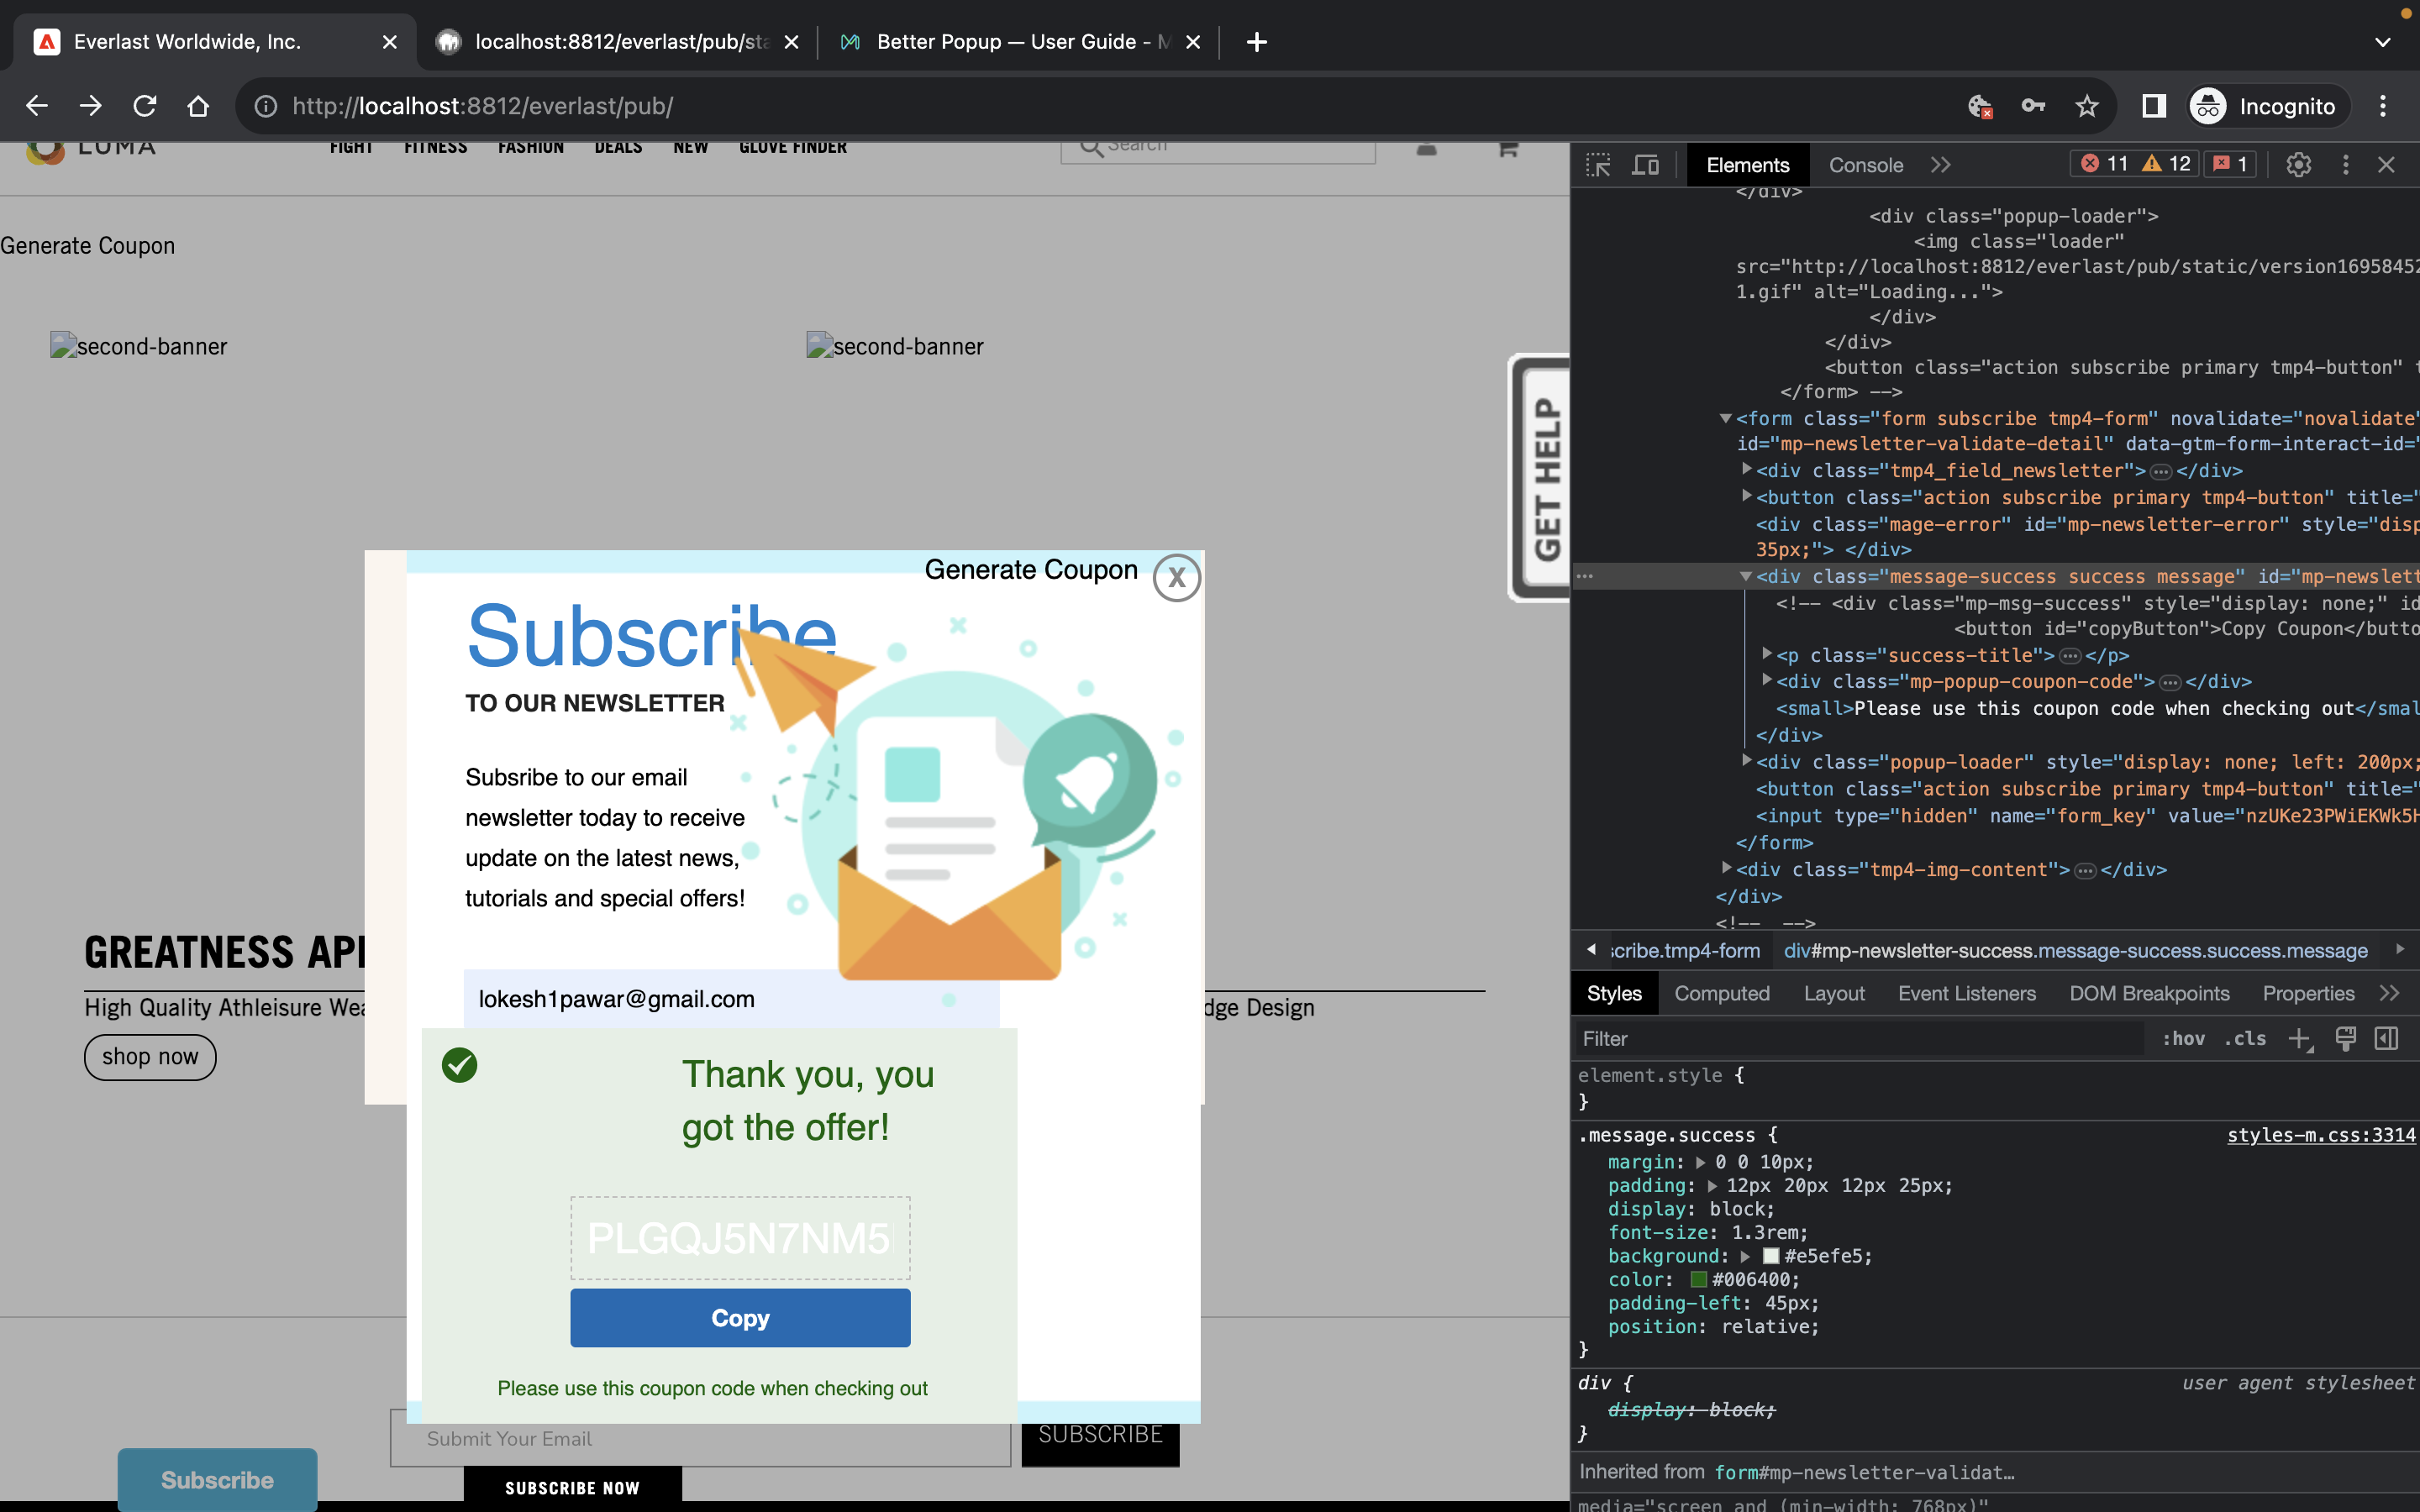 Everlast Worldwide, Inc.
localhost:8812/everlast/pub/sta
Better Popup — User Guide - M
http://localhost:8812/everlast/pub/
Incognito
LUMA
FIGHT FITNESS FASHION DEALS NEW GLOVE FINDER
Search
Generate Coupon
second-banner
second-banner
GET HELP
Generate Coupon
X
Subscribe
TO OUR NEWSLETTER
Subsribe to our email
newsletter today to receive
update on the latest news,
tutorials and special offers!
lokesh1pawar@gmail.com
GREATNESS API
High Quality Athleisure Wea
dge Design
shop now
Thank you, you
got the offer!
PLGQJ5N7NM5
Copy
Please use this coupon code when checking out
Submit Your Email
SUBSCRIBE
Subscribe
SUBSCRIBE NOW
Elements
Console
11
12
1
</div>
<div class="popup-loader">
<img class="loader"
src="http://localhost:8812/everlast/pub/static/version16958452
1.gif" alt="Loading...">
</div>
</div>
<button class="action subscribe primary tmp4-button" t
</form> -->
<form class="form subscribe tmp4-form" novalidate="novalidate"
id="mp-newsletter-validate-detail" data-gtm-form-interact-id="
<div class="tmp4_field_newsletter">…</div>
<button class="action subscribe primary tmp4-button" title="
<div class="mage-error" id="mp-newsletter-error" style="disp
35px;"> </div>
<div class="message-success success message" id="mp-newslett
<!-- <div class="mp-msg-success" style="display: none;" id
<button id="copyButton">Copy Coupon</butto
<p class="success-title">…</p>
<div class="mp-popup-coupon-code">…</div>
<small>Please use this coupon code when checking out</smal
</div>
<div class="popup-loader" style="display: none; left: 200px;
<button class="action subscribe primary tmp4-button" title="
<input type="hidden" name="form_key" value="nzUKe23PWiEKWk5H
</form>
<div class="tmp4-img-content">…</div>
</div>
<!-- -->
scribe.tmp4-form
div#mp-newsletter-success.message-success.success.message
Styles
Computed
Layout
Event Listeners
DOM Breakpoints
Properties
Filter
:hov .cls
element.style {
}
.message.success {
styles-m.css:3314
margin: 0 0 10px;
padding: 12px 20px 12px 25px;
display: block;
font-size: 1.3rem;
background: #e5efe5;
color: #006400;
padding-left: 45px;
position: relative;
}
div {
user agent stylesheet
display: block;
}
Inherited from form#mp-newsletter-validat…
media="screen and (min-width: 768px)"